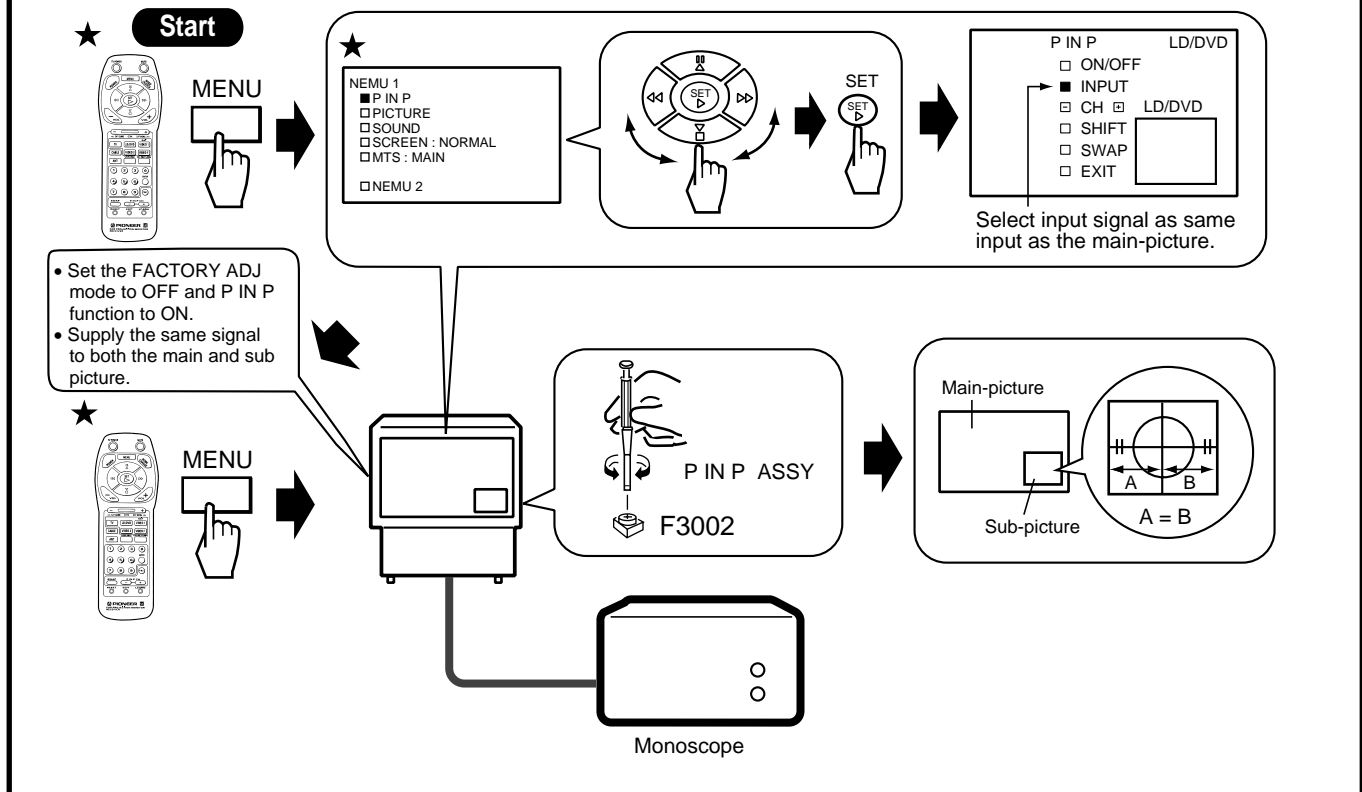 Start
MENU
NEMU 1
■ P IN P
□ PICTURE
□ SOUND
□ SCREEN : NORMAL
□ MTS : MAIN
□ NEMU 2
SET
SET
SET
P IN P LD/DVD
□ ON/OFF
■ INPUT
⊟ CH ⊞ LD/DVD
□ SHIFT
□ SWAP
□ EXIT
Select input signal as same
input as the main-picture.
• Set the FACTORY ADJ
mode to OFF and P IN P
function to ON.
• Supply the same signal
to both the main and sub
picture.
MENU
PIONEER
PIONEER
P IN P ASSY
F3002
Main-picture
Sub-picture
A B
A = B
Monoscope